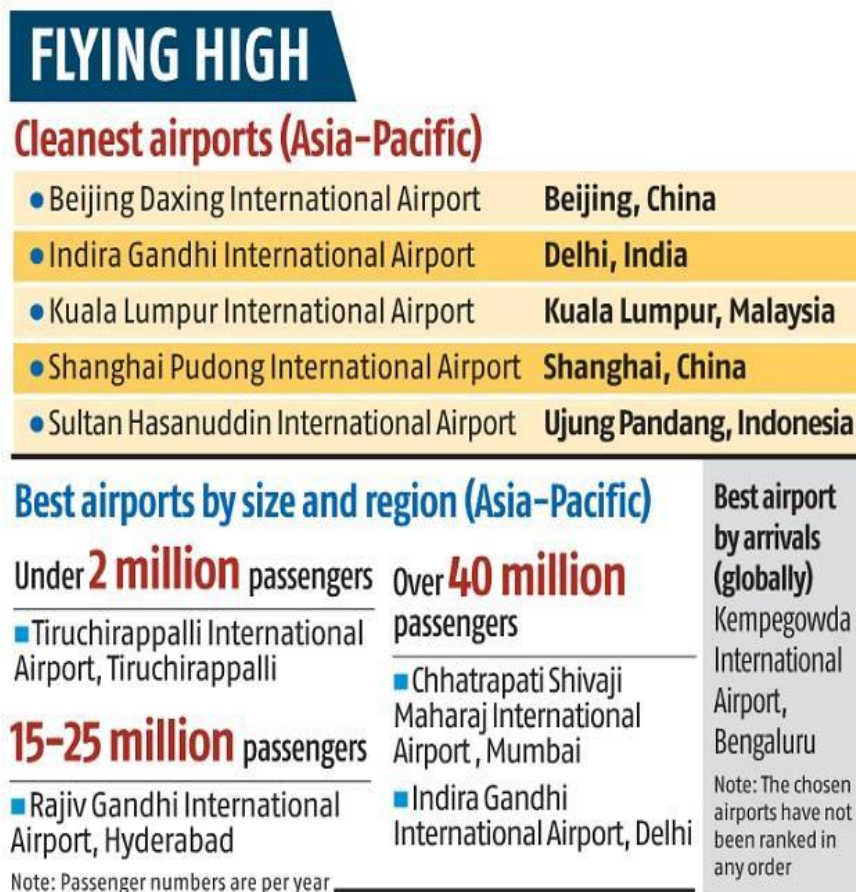 FLYING HIGH
Cleanest airports (Asia-Pacific)
• Beijing Daxing International Airport Beijing, China
• Indira Gandhi International Airport Delhi, India
• Kuala Lumpur International Airport Kuala Lumpur, Malaysia
• Shanghai Pudong International Airport Shanghai, China
• Sultan Hasanuddin International Airport Ujung Pandang, Indonesia
Best airports by size and region (Asia-Pacific)
Under 2 million passengers
■ Tiruchirappalli International
Airport, Tiruchirappalli
15-25 million passengers
■ Rajiv Gandhi International
Airport, Hyderabad
Note: Passenger numbers are per year
Over 40 million
passengers
■ Chhatrapati Shivaji
Maharaj International
Airport, Mumbai
■ Indira Gandhi
International Airport, Delhi
Best airport
by arrivals
(globally)
Kempegowda
International
Airport,
Bengaluru
Note: The chosen
airports have not
been ranked in
any order